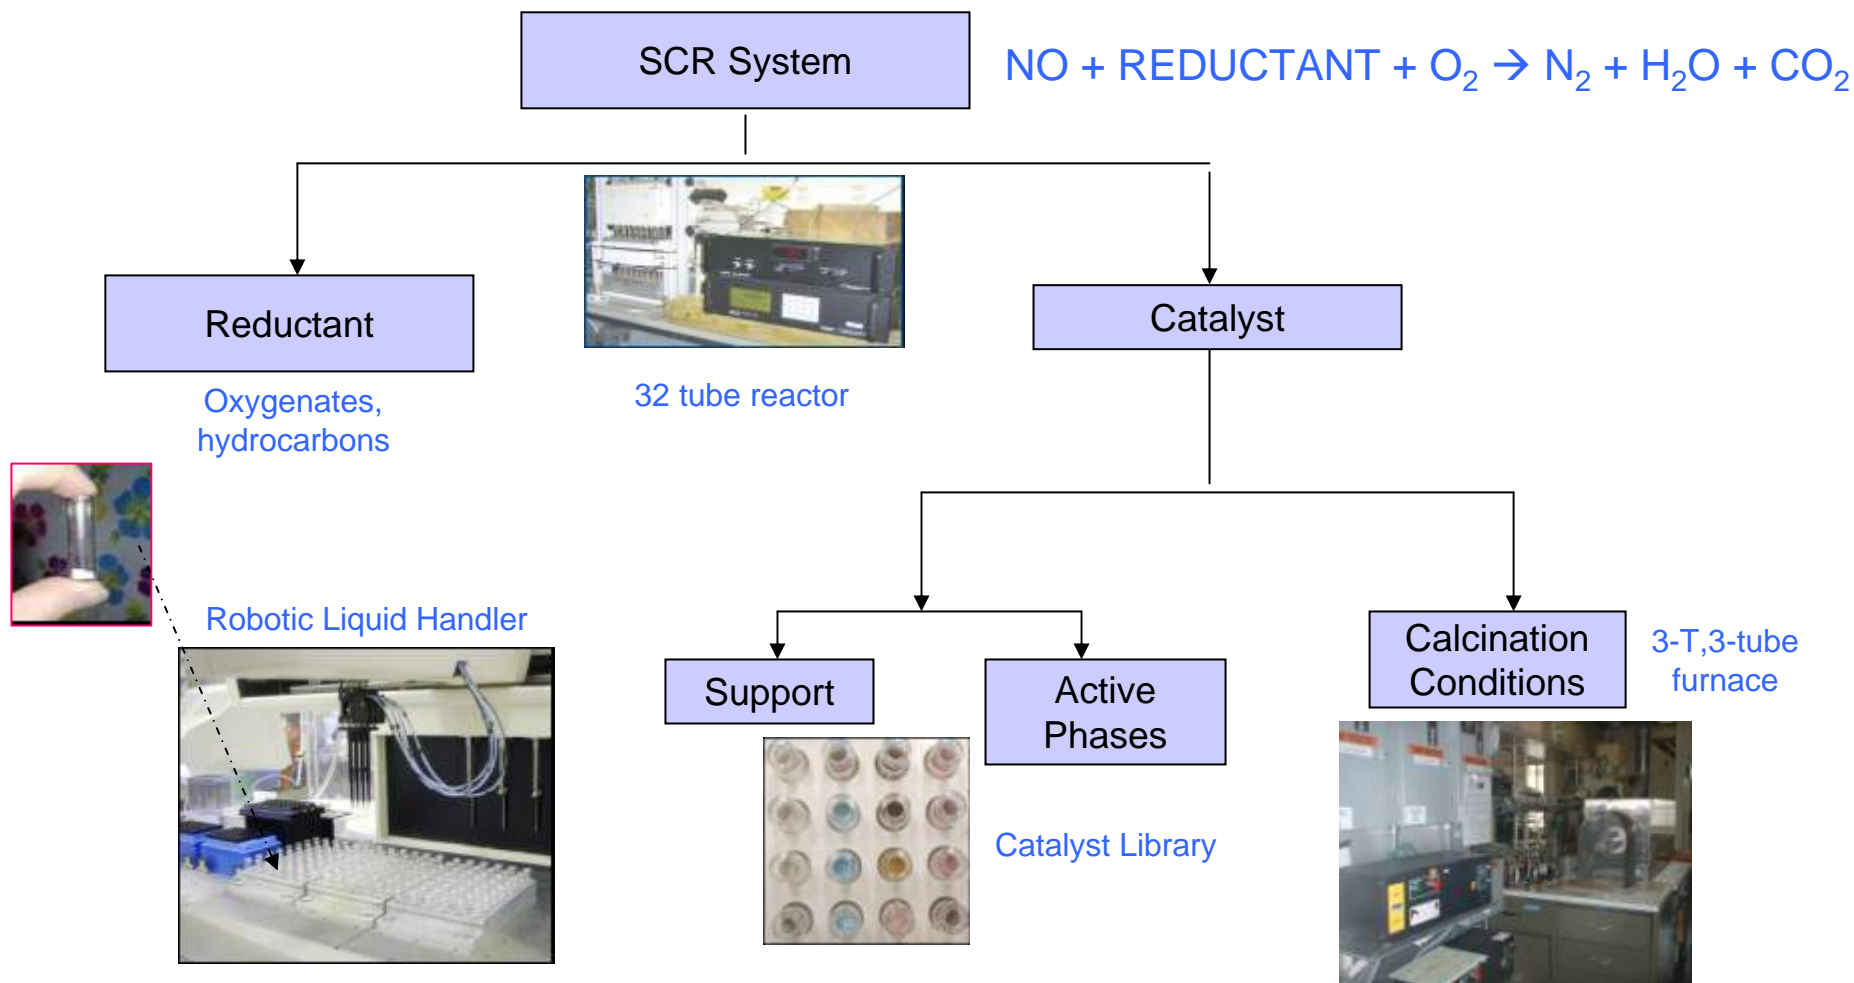 SCR System
NO + REDUCTANT + O₂ → N₂ + H₂O + CO₂
Reductant
Catalyst
Oxygenates,
hydrocarbons
32 tube reactor
Robotic Liquid Handler
Support
Active
Phases
Calcination
Conditions
3-T,3-tube
furnace
Catalyst Library